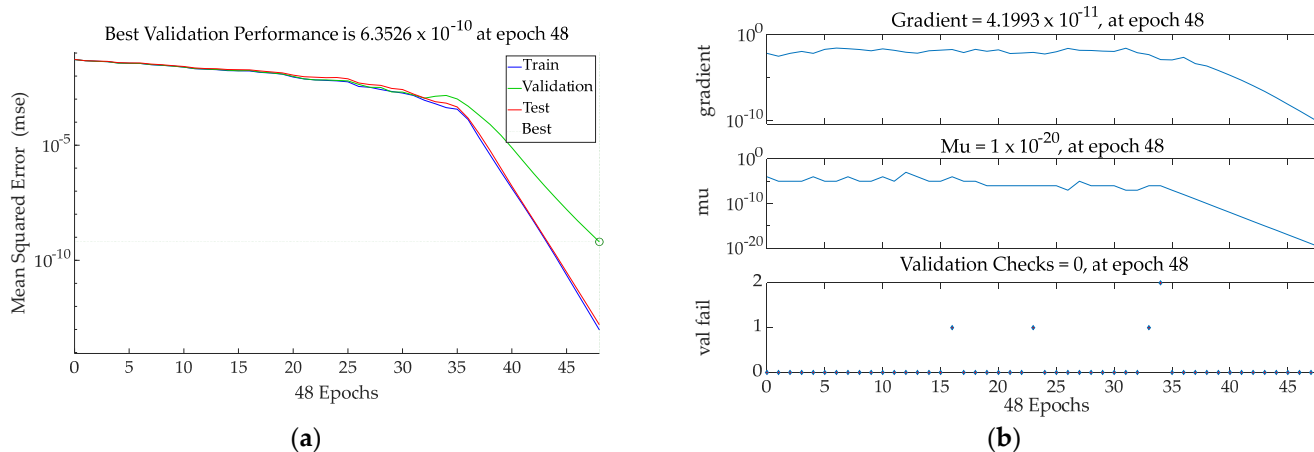 Best Validation Performance is 6.3526 x 10^-10 at epoch 48
Train
Validation
Test
Best
Mean Squared Error (mse)
10^-5
10^-10
0 5 10 15 20 25 30 35 40 45
48 Epochs
(a)
Gradient = 4.1993 x 10^-11, at epoch 48
gradient
10^0
10^-10
Mu = 1 x 10^-20, at epoch 48
mu
10^0
10^-10
10^-20
Validation Checks = 0, at epoch 48
val fail
2
1
0
0 5 10 15 20 25 30 35 40 45
48 Epochs
(b)